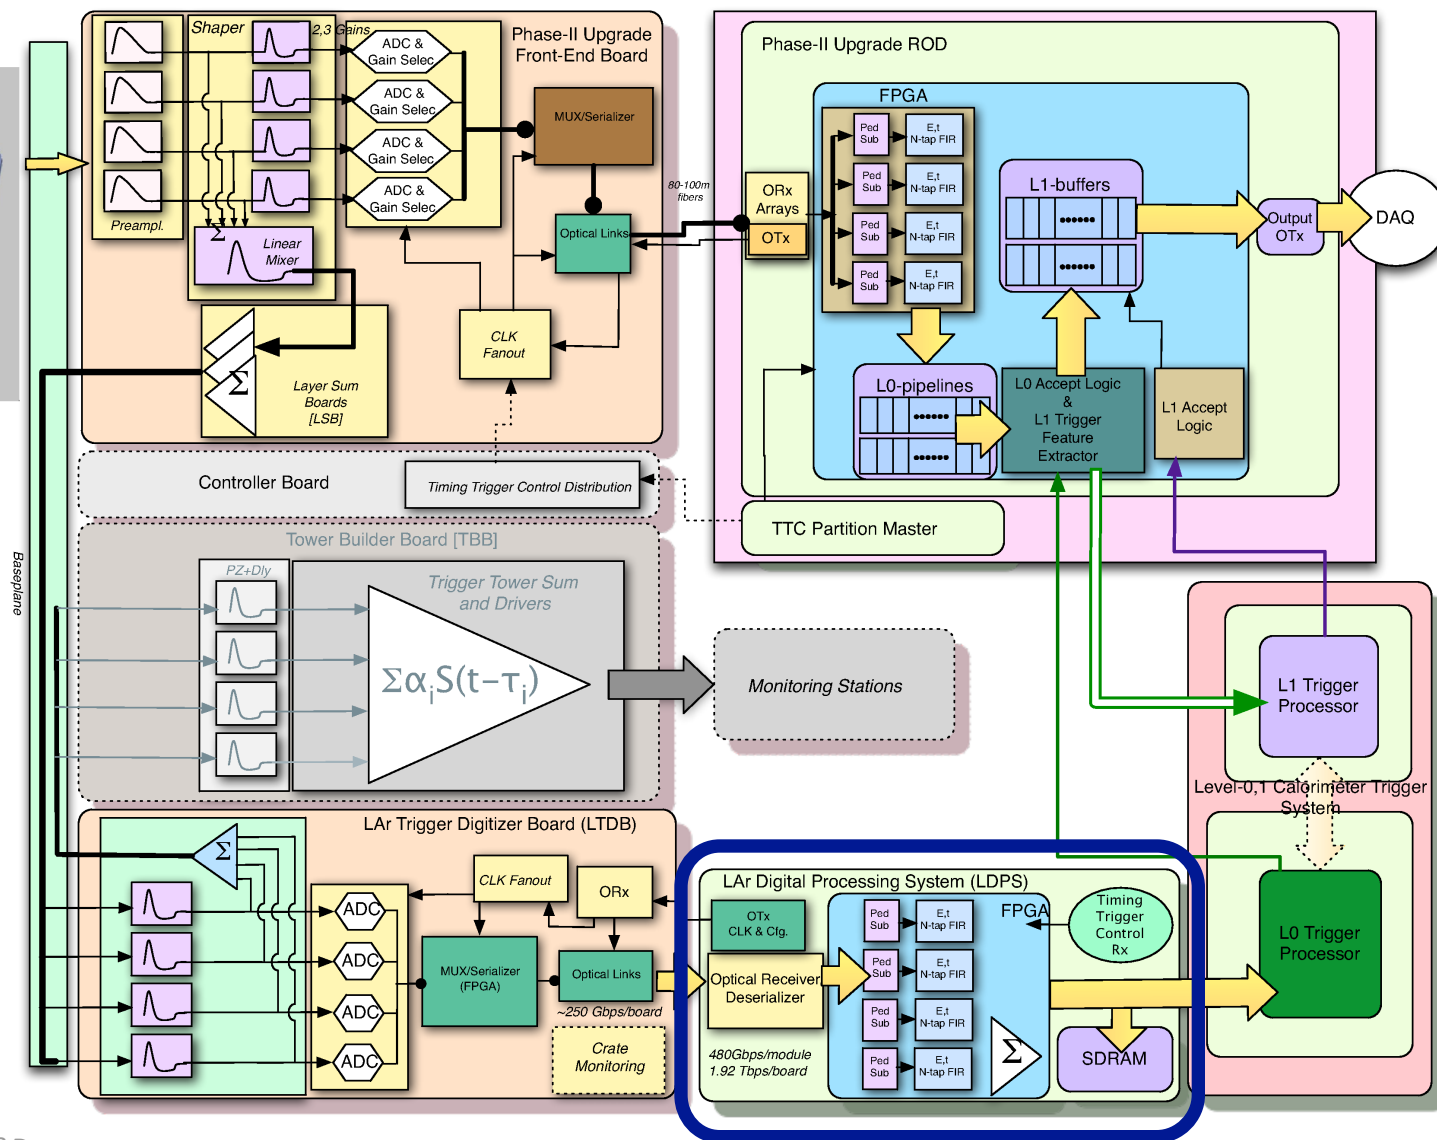 Shaper
2,3 Gains
ADC &
Gain Selec
ADC &
Gain Selec
ADC &
Gain Selec
ADC &
Gain Selec
Preampl.
Σ
Linear
Mixer
Phase-II Upgrade
Front-End Board
MUX/Serializer
Optical Links
80-100m
fibers
CLK
Fanout
Σ
Layer Sum
Boards
[LSB]
Phase-II Upgrade ROD
FPGA
ORx
Arrays
OTx
Ped
Sub
E,t
N-tap FIR
Ped
Sub
E,t
N-tap FIR
Ped
Sub
E,t
N-tap FIR
Ped
Sub
E,t
N-tap FIR
L1-buffers
Output
OTx
DAQ
L0-pipelines
L0 Accept Logic
&
L1 Trigger
Feature
Extractor
L1 Accept
Logic
TTC Partition Master
Controller Board
Timing Trigger Control Distribution
Baseplane
Tower Builder Board [TBB]
PZ+Dly
Trigger Tower Sum
and Drivers
ΣαᵢS(t−τᵢ)
Monitoring Stations
L1 Trigger
Processor
Level-0,1 Calorimeter Trigger
System
L0 Trigger
Processor
LAr Trigger Digitizer Board (LTDB)
Σ
ADC
ADC
ADC
ADC
CLK Fanout
ORx
MUX/Serializer
(FPGA)
Optical Links
~250 Gbps/board
Crate
Monitoring
LAr Digital Processing System (LDPS)
OTx
CLK & Cfg.
Optical Receiver
Deserializer
480Gbps/module
1.92 Tbps/board
FPGA
Ped
Sub
E,t
N-tap FIR
Ped
Sub
E,t
N-tap FIR
Ped
Sub
E,t
N-tap FIR
Ped
Sub
E,t
N-tap FIR
Σ
Timing
Trigger
Control
Rx
SDRAM